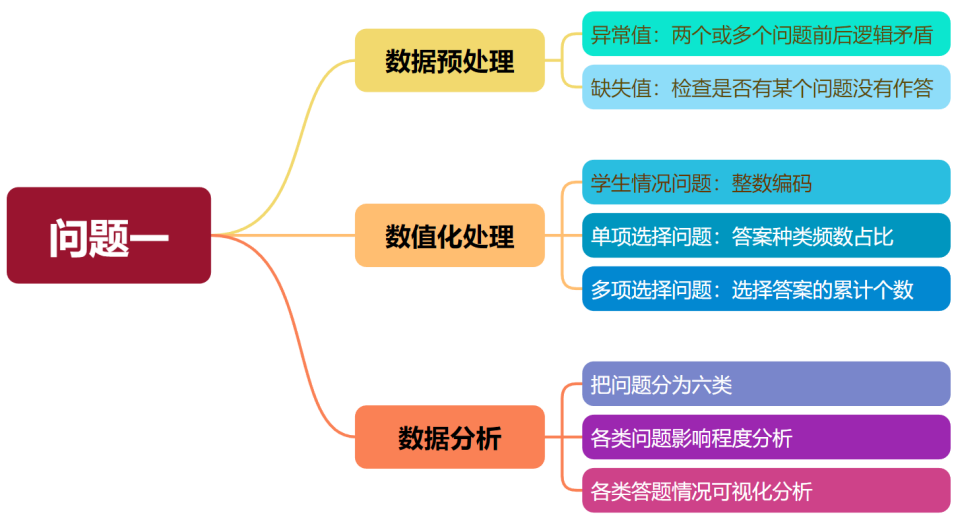 问题一
数据预处理
异常值：两个或多个问题前后逻辑矛盾
缺失值：检查是否有某个问题没有作答
数值化处理
学生情况问题：整数编码
单项选择问题：答案种类频数占比
多项选择问题：选择答案的累计个数
数据分析
把问题分为六类
各类问题影响程度分析
各类答题情况可视化分析